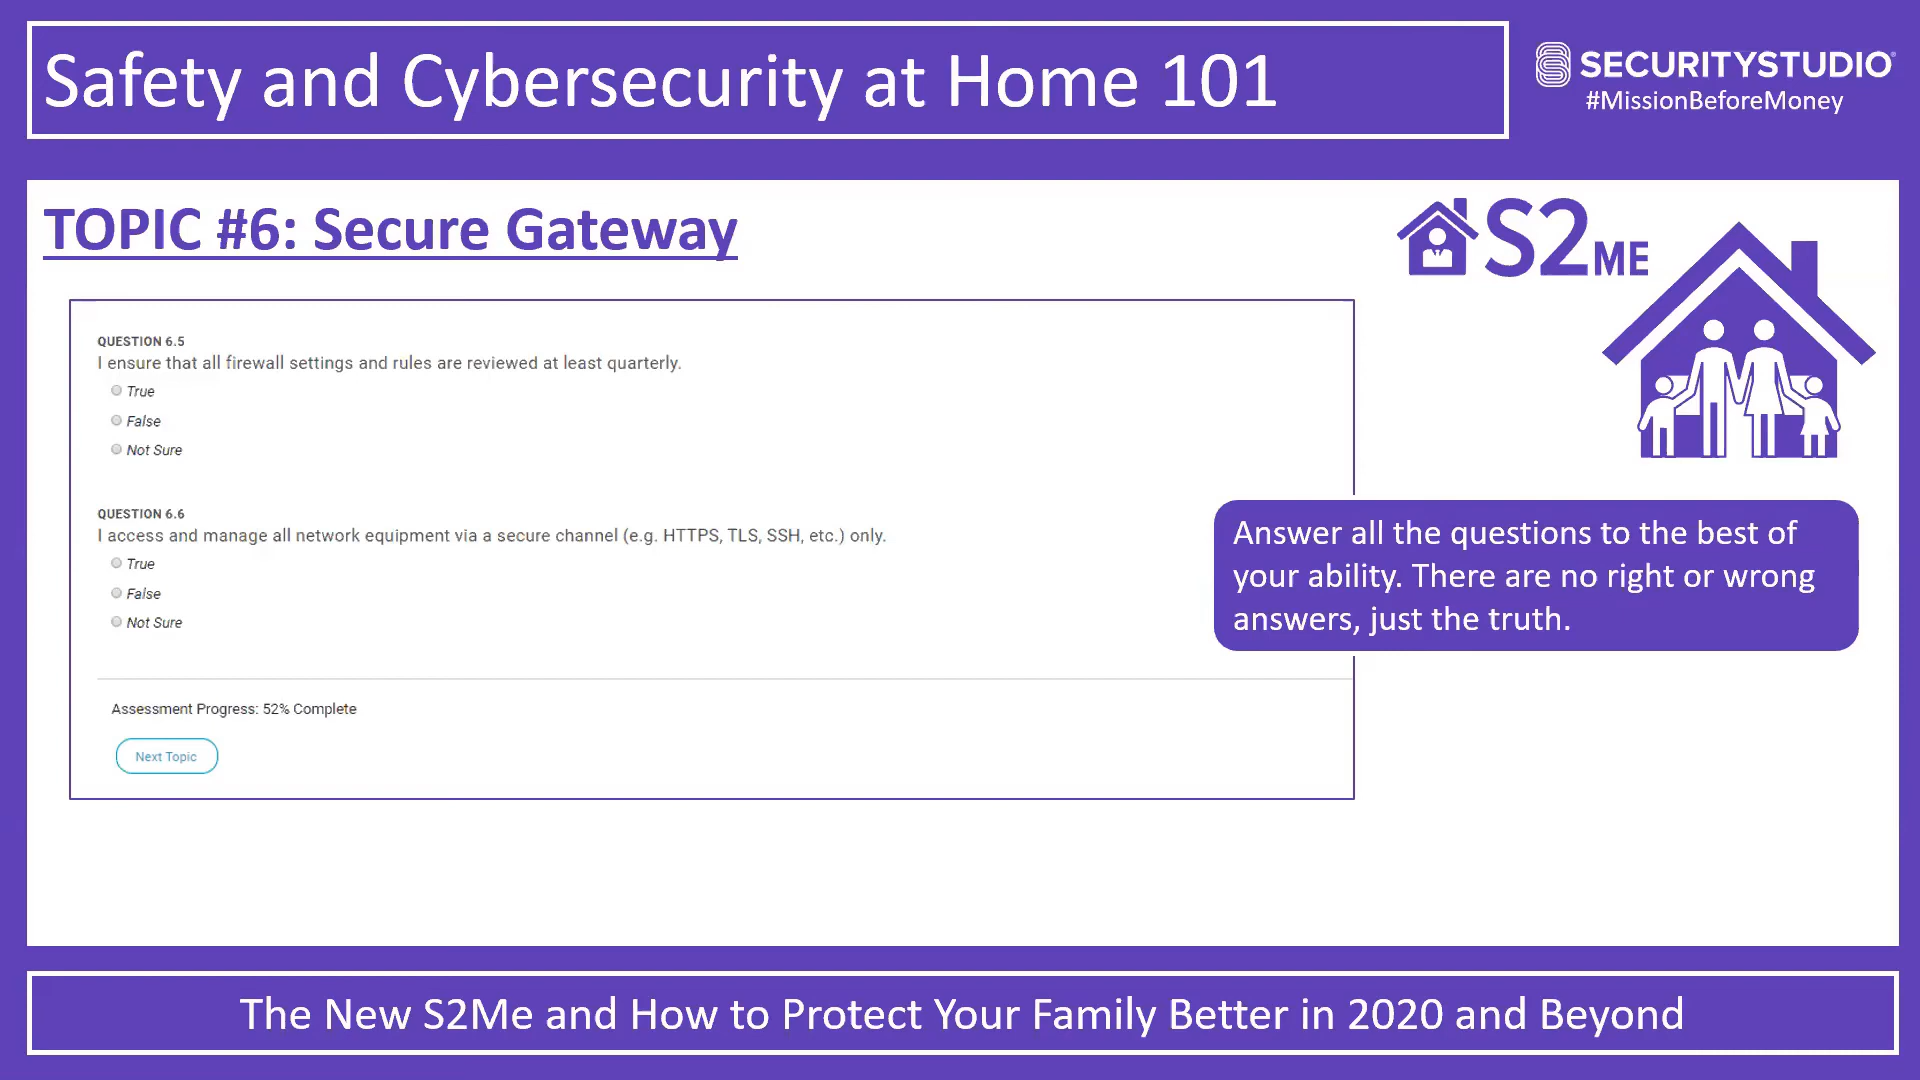 Safety and Cybersecurity at Home 101
SECURITYSTUDIO®
#MissionBeforeMoney
TOPIC #6: Secure Gateway
S2ME
QUESTION 6.5
I ensure that all firewall settings and rules are reviewed at least quarterly.
True
False
Not Sure
QUESTION 6.6
I access and manage all network equipment via a secure channel (e.g. HTTPS, TLS, SSH, etc.) only.
True
False
Not Sure
Answer all the questions to the best of
your ability. There are no right or wrong
answers, just the truth.
Assessment Progress: 52% Complete
Next Topic
The New S2Me and How to Protect Your Family Better in 2020 and Beyond